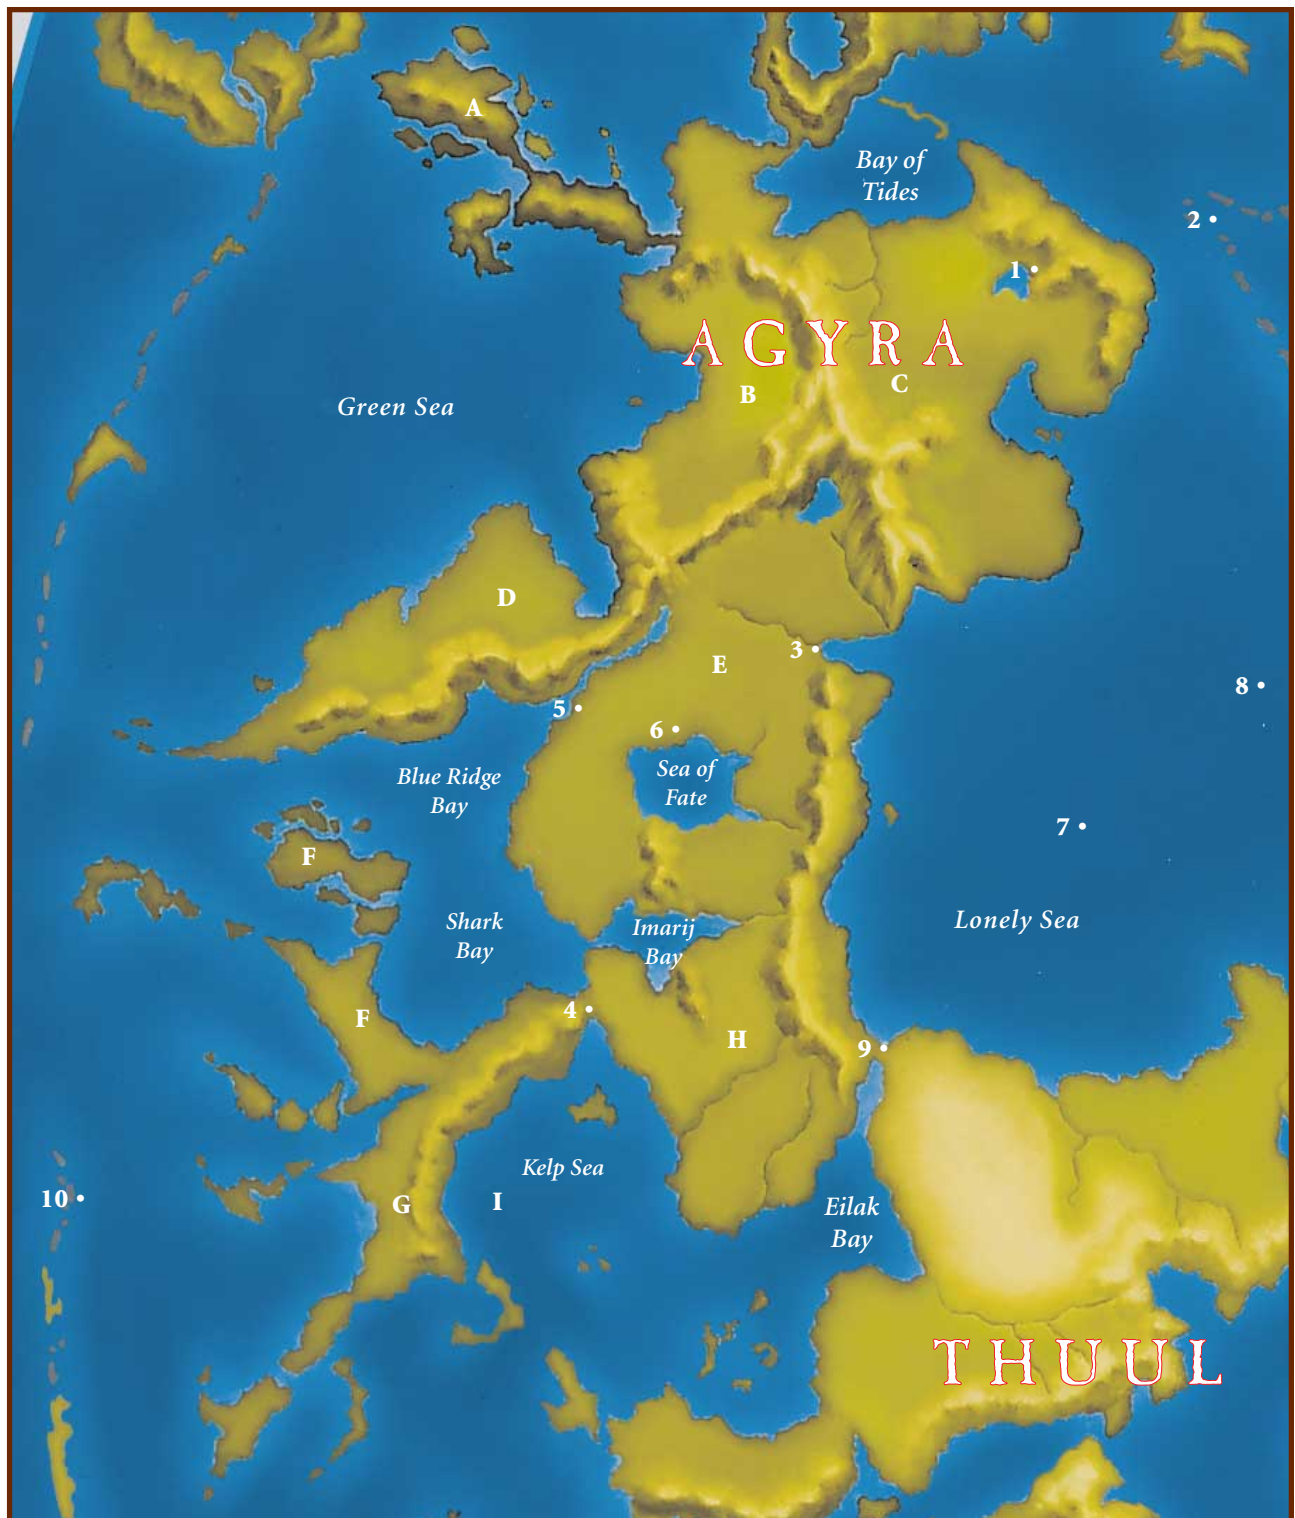 A
Bay of
Tides
2
1
AGYRA
B
C
Green Sea
D
3
E
8
5
6
Sea of
Fate
Blue Ridge
Bay
7
F
Shark
Bay
Imarij
Bay
Lonely Sea
4
F
H
9
Kelp Sea
10
G
I
Eilak
Bay
THUUL